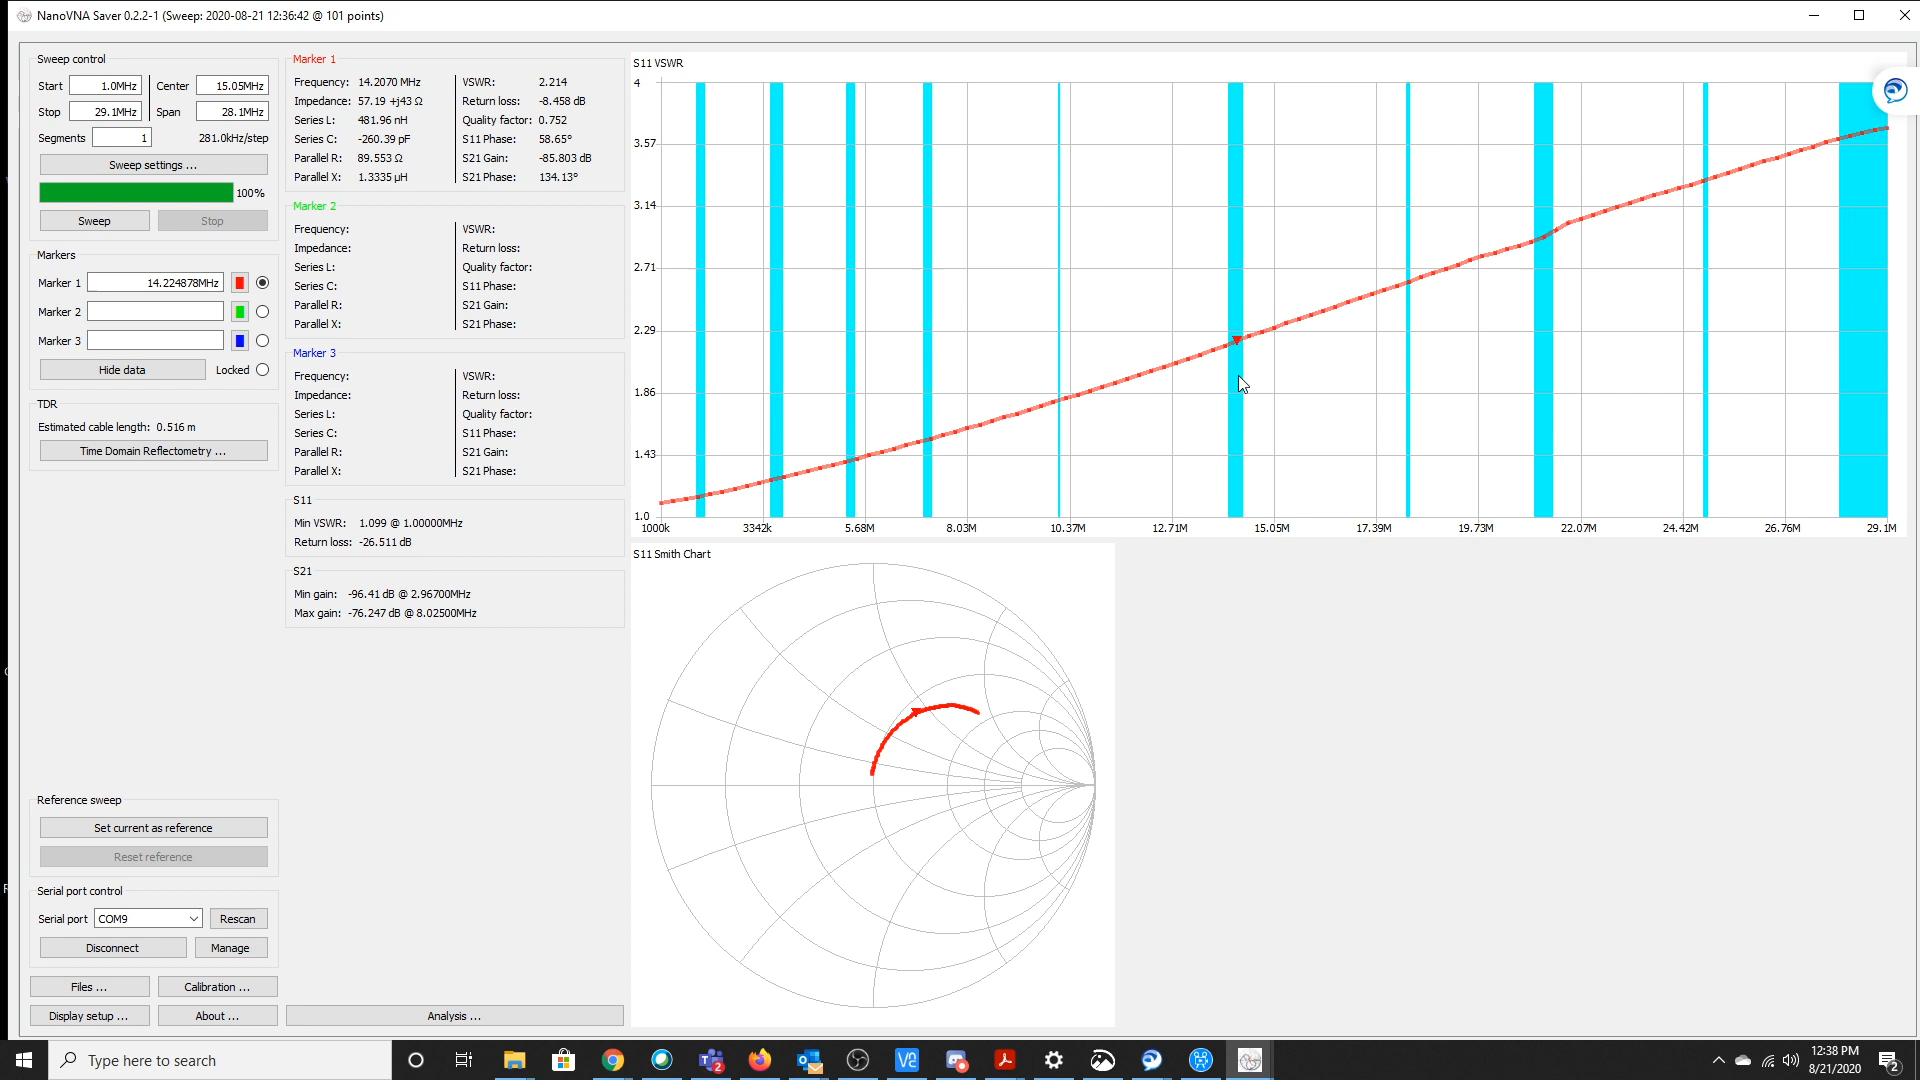 NanoVNA Saver 0.2.2-1 (Sweep: 2020-08-21 12:36:42 @ 101 points)
Sweep control
Start 1.0MHz Center 15.05MHz
Stop 29.1MHz Span 28.1MHz
Segments 1 281.0kHz/step
Sweep settings ...
100%
Sweep Stop
Markers
Marker 1 14.224878MHz
Marker 2
Marker 3
Hide data Locked
TDR
Estimated cable length: 0.516 m
Time Domain Reflectometry ...
Reference sweep
Set current as reference
Reset reference
Serial port control
Serial port COM9 Rescan
Disconnect Manage
Files ... Calibration ...
Display setup ... About ...
Marker 1
Frequency: 14.2070 MHz VSWR: 2.214
Impedance: 57.19 +j43 Ω Return loss: -8.458 dB
Series L: 481.96 nH Quality factor: 0.752
Series C: -260.39 pF S11 Phase: 58.65°
Parallel R: 89.553 Ω S21 Gain: -85.803 dB
Parallel X: 1.3335 µH S21 Phase: 134.13°
Marker 2
Frequency: VSWR:
Impedance: Return loss:
Series L: Quality factor:
Series C: S11 Phase:
Parallel R: S21 Gain:
Parallel X: S21 Phase:
Marker 3
Frequency: VSWR:
Impedance: Return loss:
Series L: Quality factor:
Series C: S11 Phase:
Parallel R: S21 Gain:
Parallel X: S21 Phase:
S11
Min VSWR: 1.099 @ 1.00000MHz
Return loss: -26.511 dB
S21
Min gain: -96.41 dB @ 2.96700MHz
Max gain: -76.247 dB @ 8.02500MHz
Analysis ...
S11 VSWR
4
3.57
3.14
2.71
2.29
1.86
1.43
1.0
1000k 3342k 5.68M 8.03M 10.37M 12.71M 15.05M 17.39M 19.73M 22.07M 24.42M 26.76M 29.1M
S11 Smith Chart
Type here to search
2
12:38 PM
8/21/2020
2